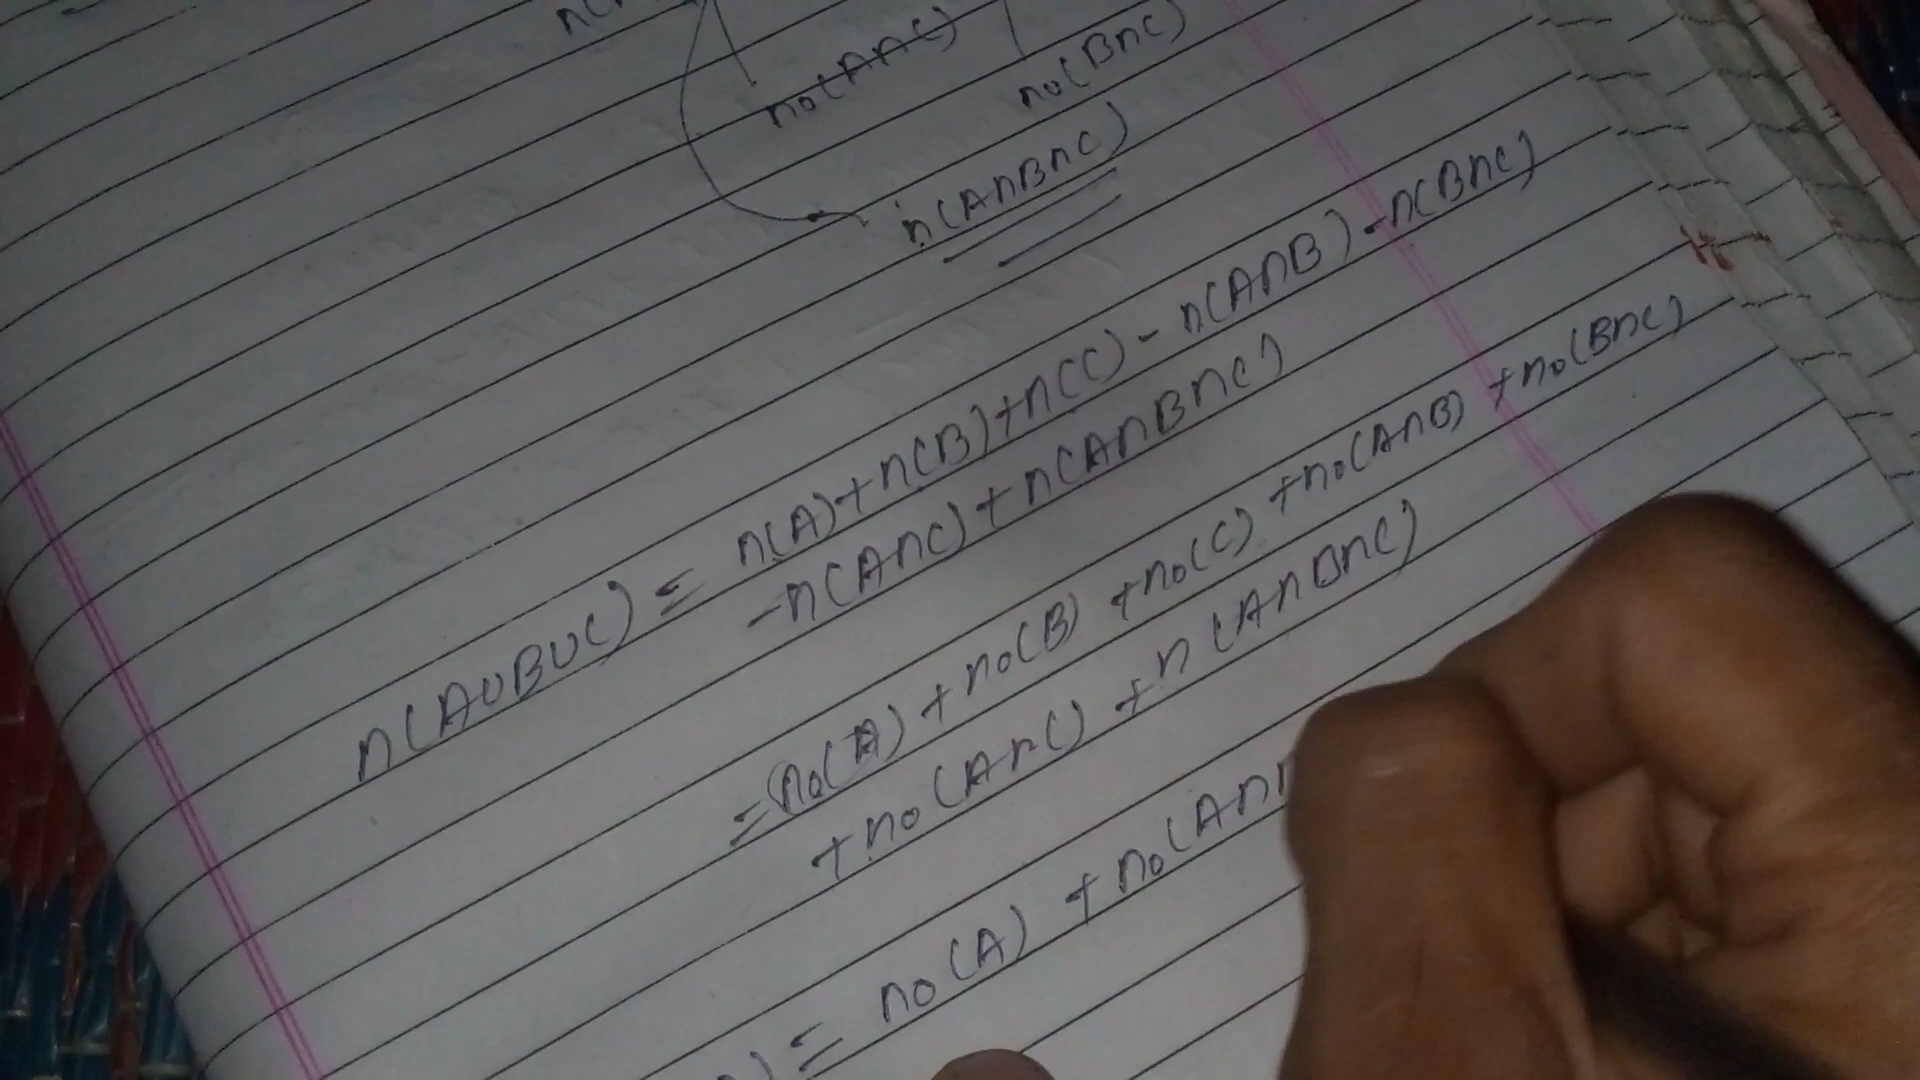 no(A∩C)
no(B∩C)
n(A∩B∩C)
n(A∪B∪C) = n(A)+n(B)+n(C)-n(A∩B)-n(B∩C)
-n(A∩C)+n(A∩B∩C)
=no(A)+no(B)+no(C)+no(A∩B)+no(B∩C)
+no(A∩C)+n(A∩B∩C)
) = no(A)+no(A∩